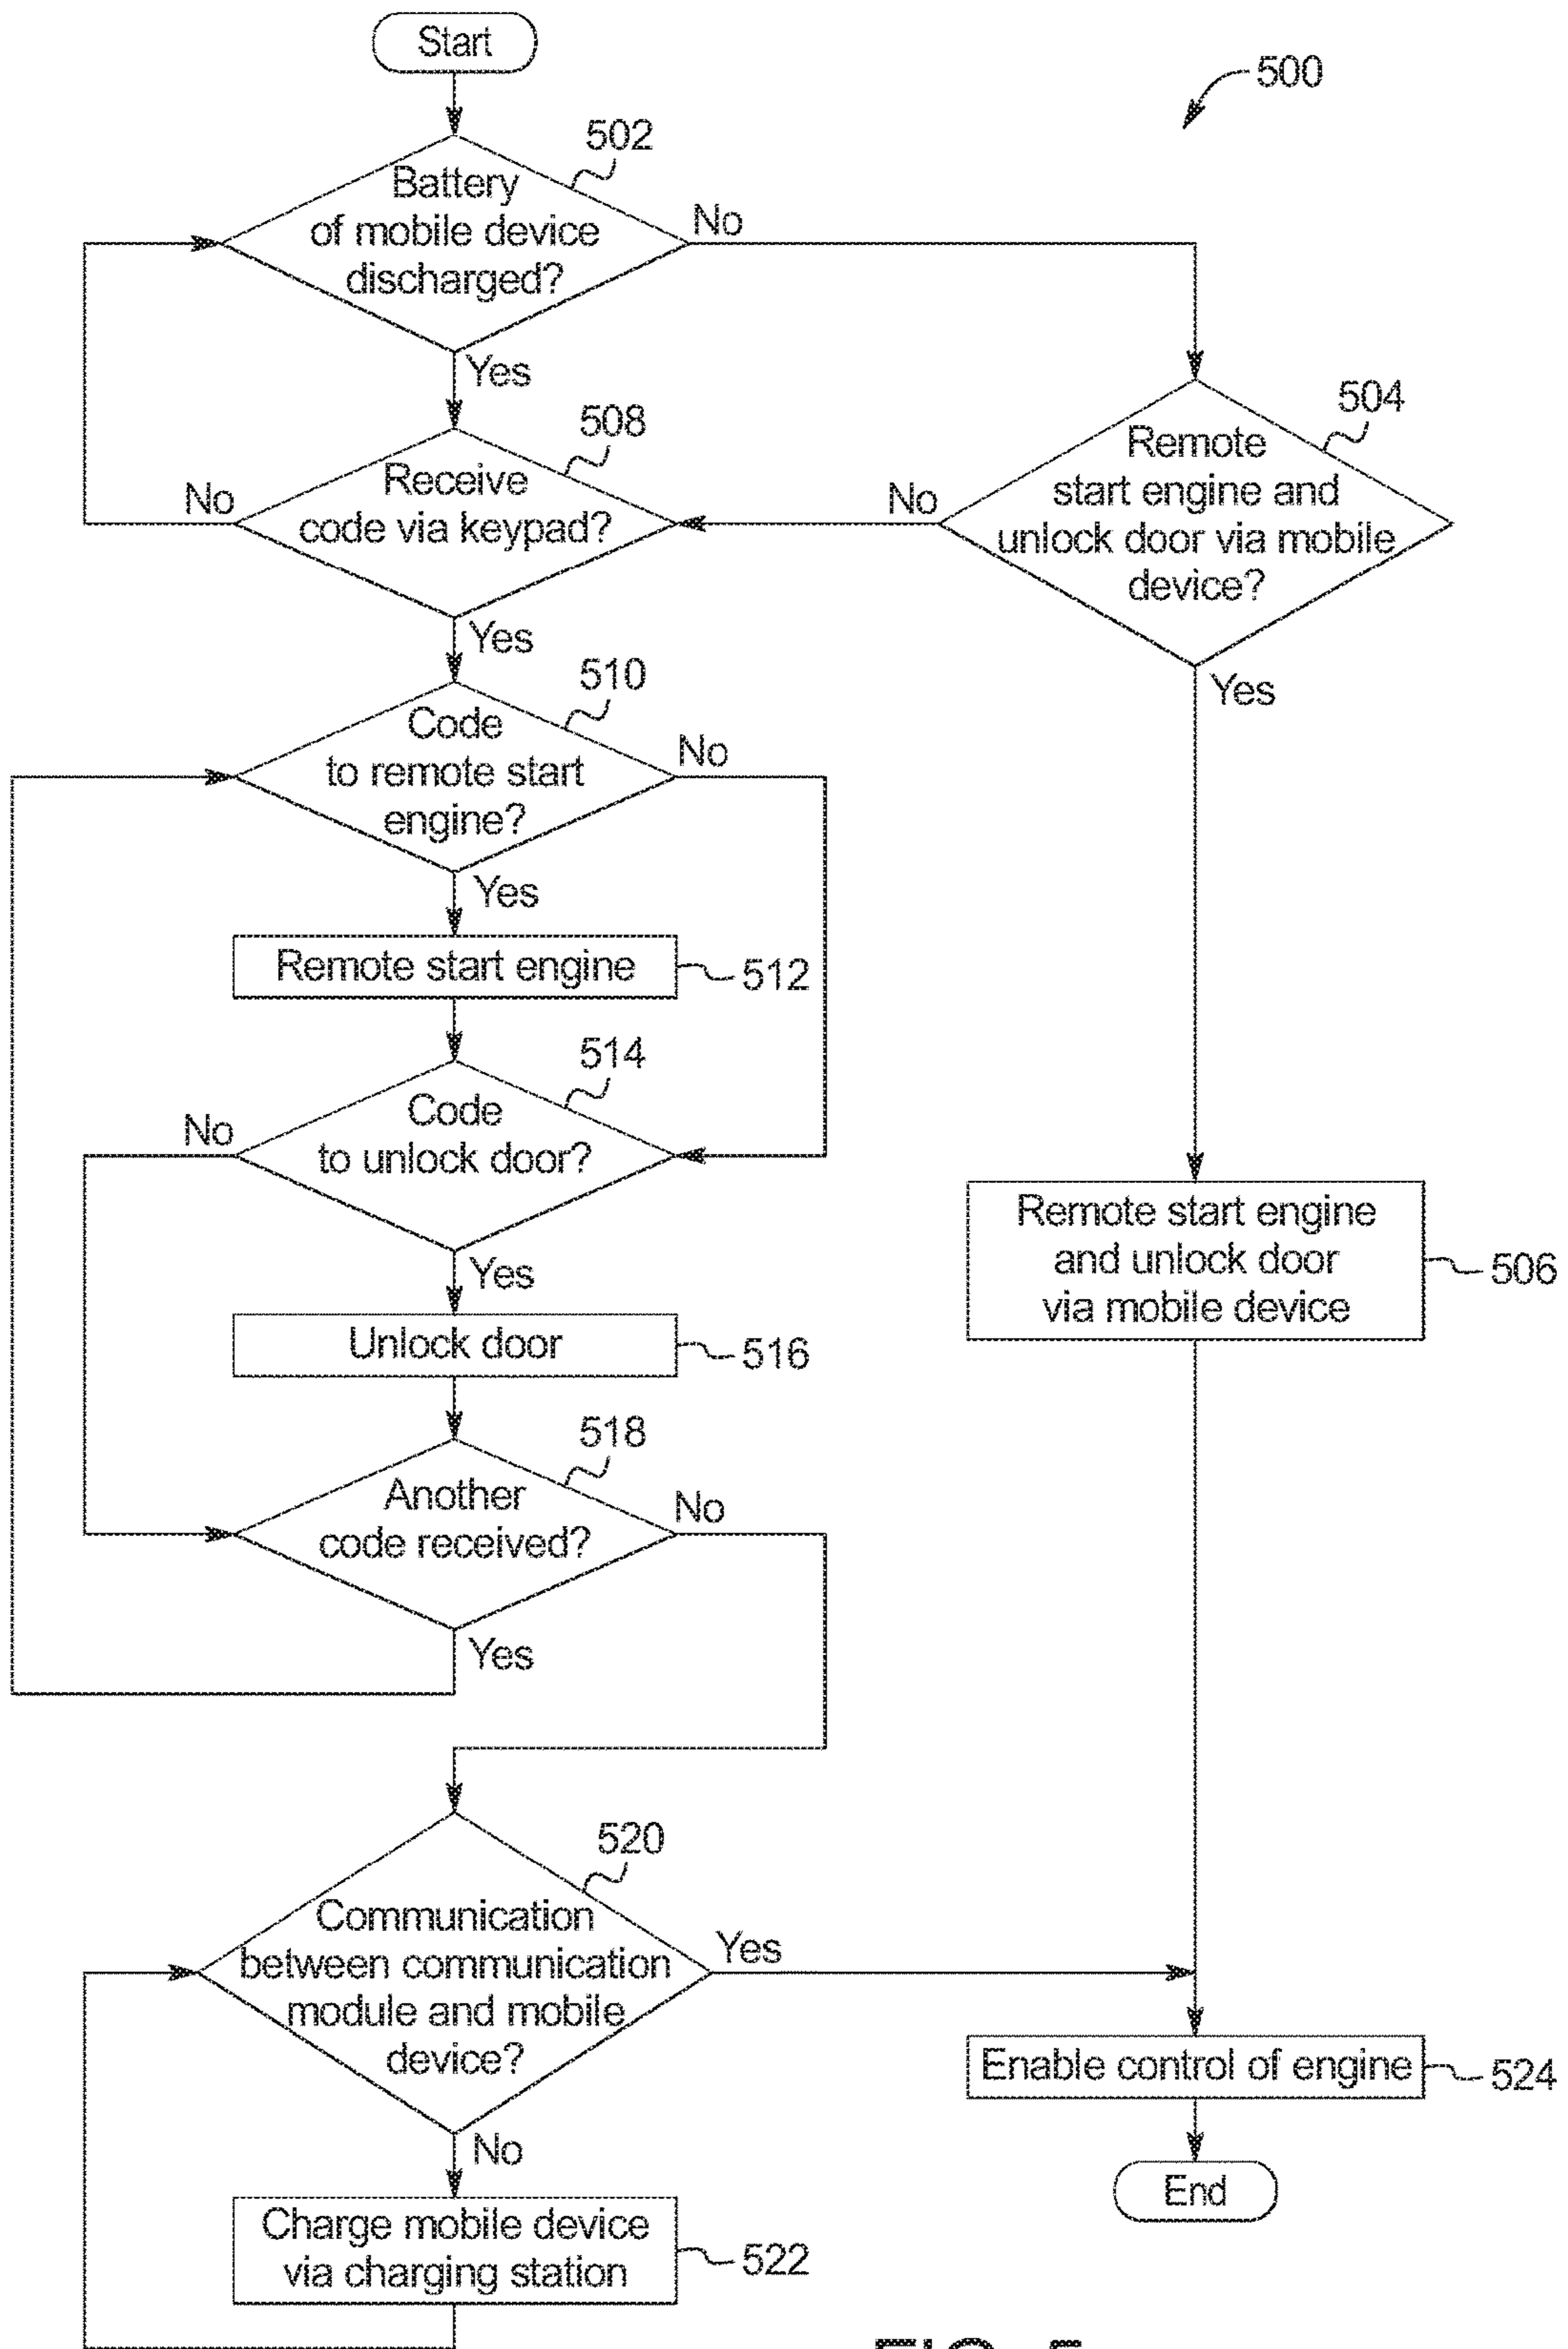 Start
500
502
Battery
of mobile device
discharged?
No
Yes
504
Remote
start engine and
unlock door via mobile
device?
No
Yes
508
Receive
code via keypad?
No
Yes
510
Code
to remote start
engine?
No
Yes
Remote start engine
512
514
Code
to unlock door?
No
Yes
Remote start engine
and unlock door
via mobile device
506
Unlock door
516
518
Another
code received?
No
Yes
520
Communication
between communication
module and mobile
device?
Yes
No
Enable control of engine
524
End
Charge mobile device
via charging station
522